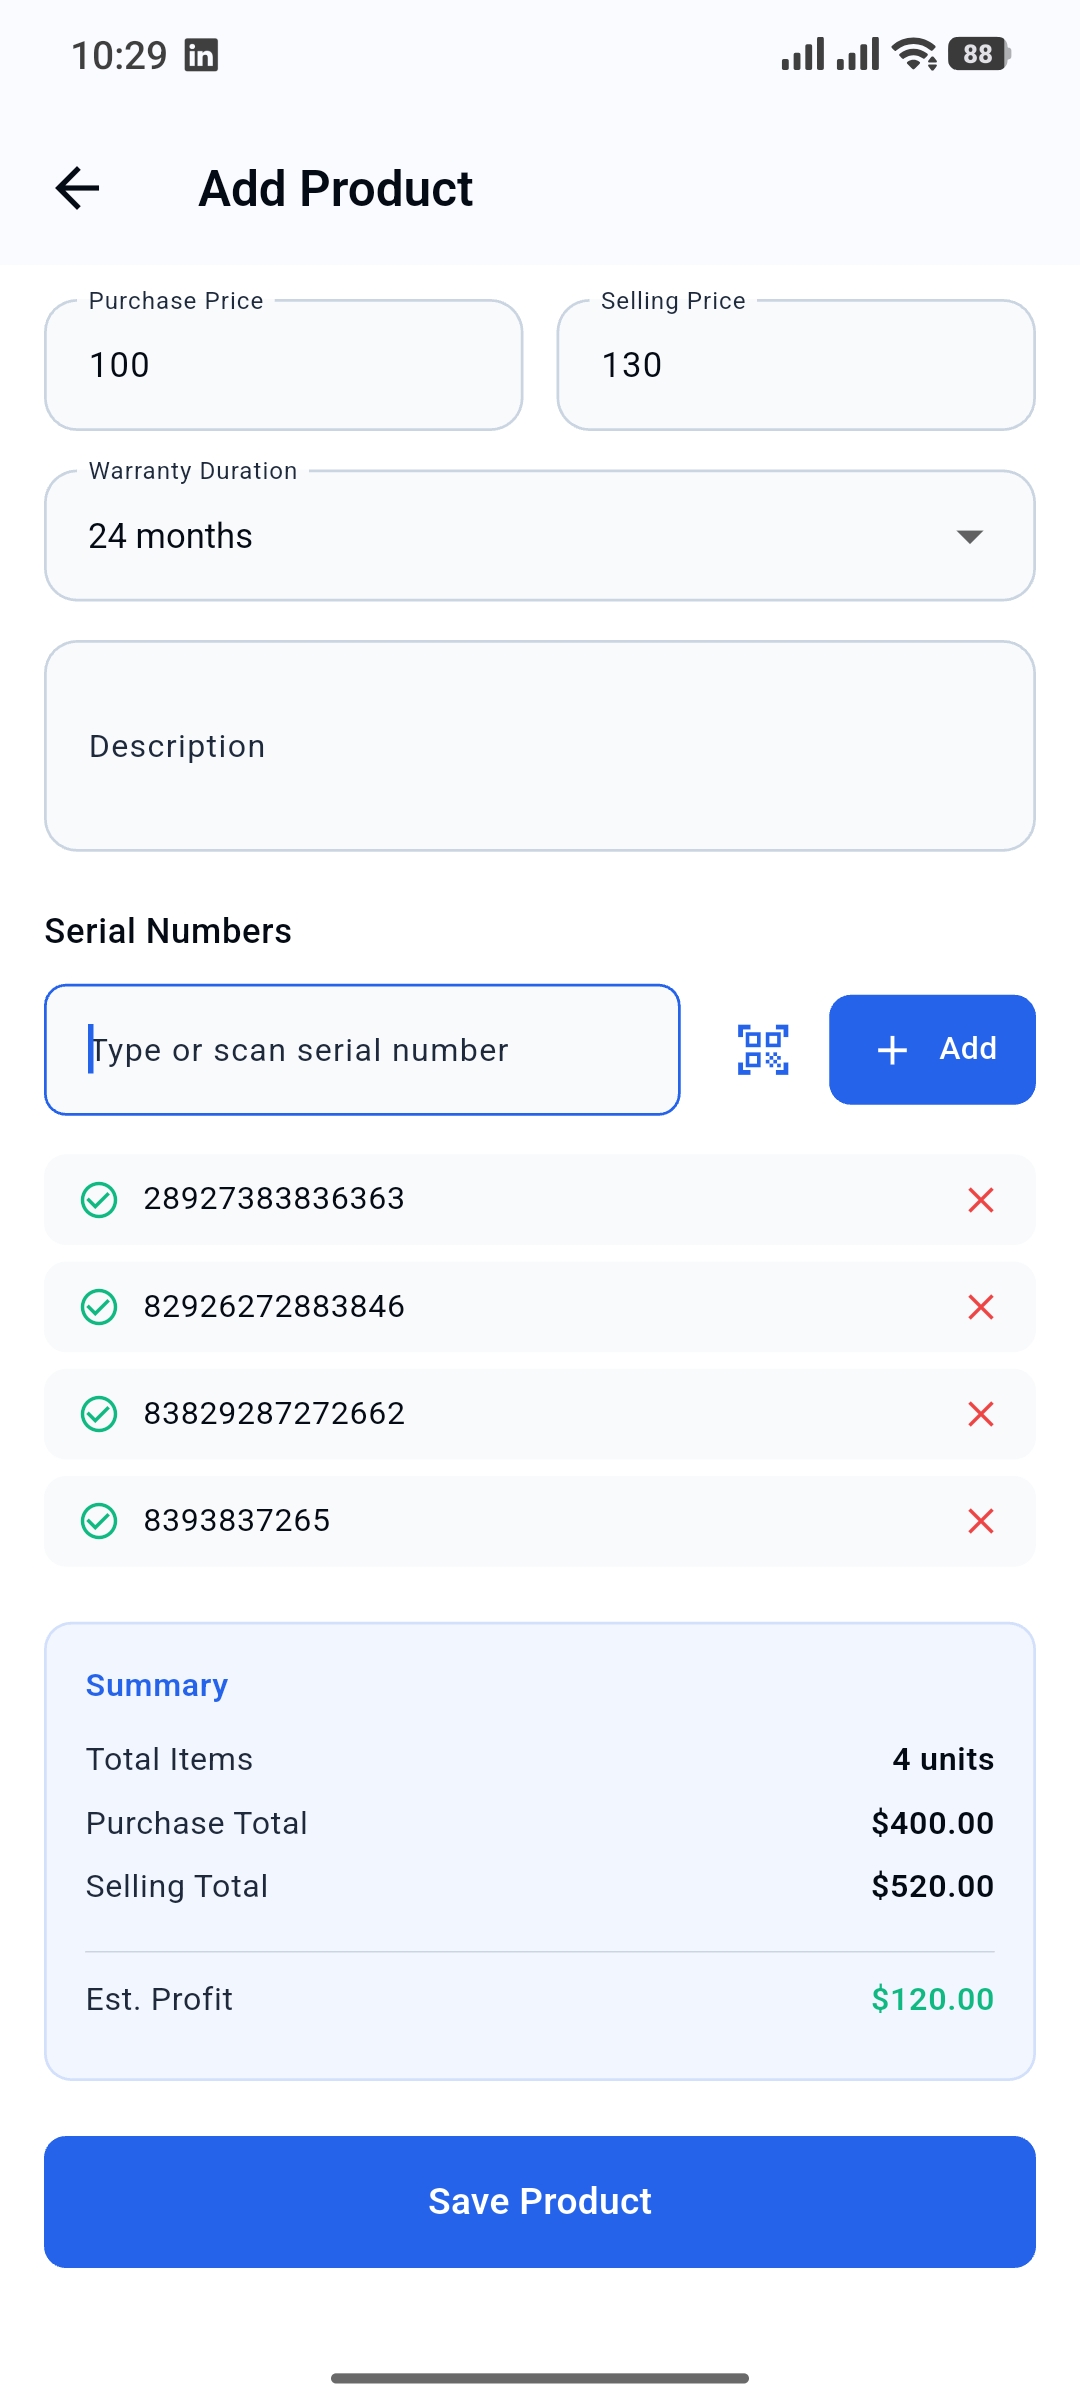 10:29
88
Add Product
Purchase Price
100
Selling Price
130
Warranty Duration
24 months
Description
Serial Numbers
Type or scan serial number
Add
28927383836363
82926272883846
83829287272662
8393837265
Summary
Total Items 4 units
Purchase Total $400.00
Selling Total $520.00
Est. Profit $120.00
Save Product